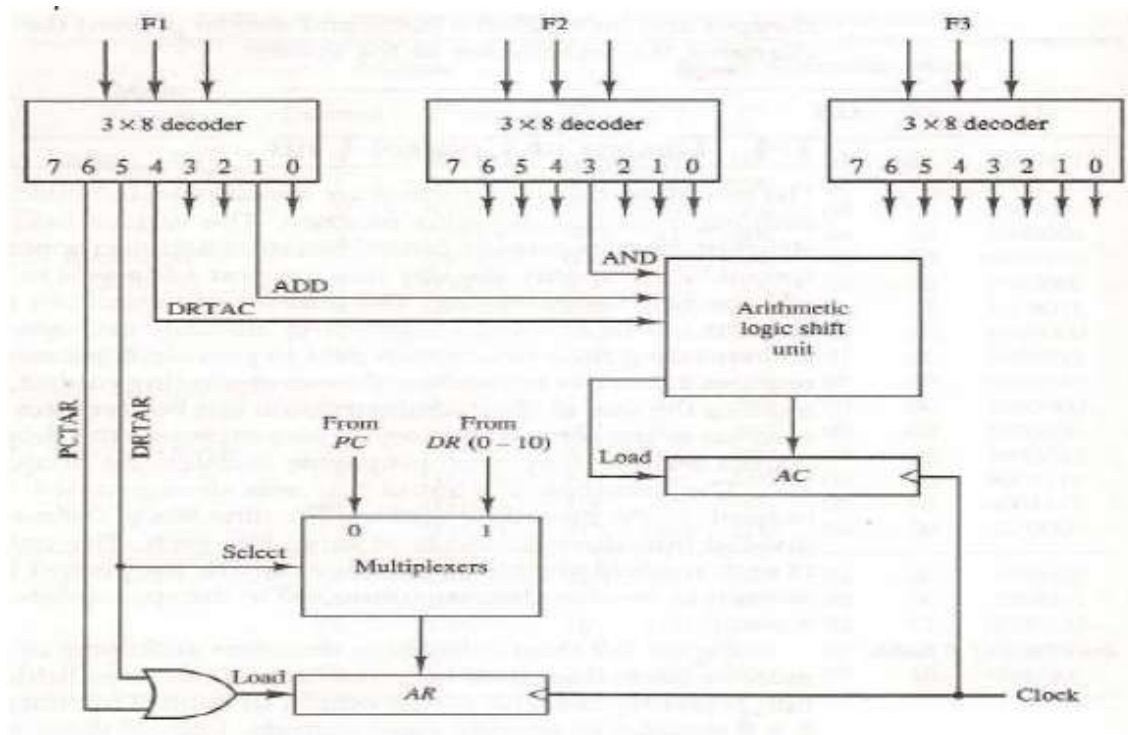 F1 F2 F3
3 × 8 decoder 3 × 8 decoder 3 × 8 decoder
7 6 5 4 3 2 1 0 7 6 5 4 3 2 1 0 7 6 5 4 3 2 1 0
AND
ADD
DRTAC
Arithmetic
logic shift
unit
PCTAR
DRTAR
From
PC
From
DR (0 – 10)
Load
AC
0 1
Select
Multiplexers
Load
AR
Clock